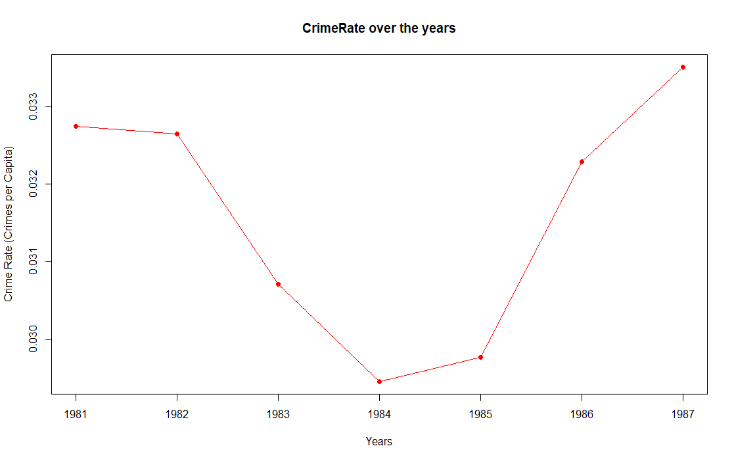 CrimeRate over the years
Crime Rate (Crimes per Capita)
0.033
0.032
0.031
0.030
1981 1982 1983 1984 1985 1986 1987
Years